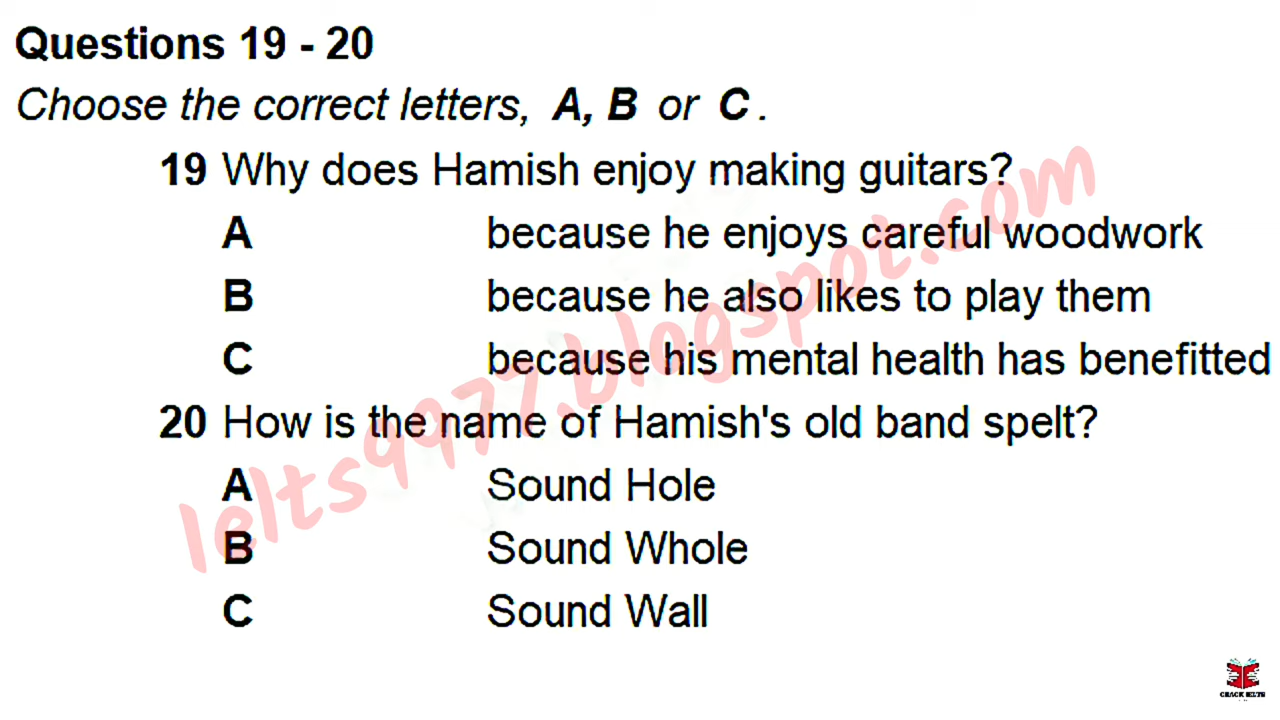 Questions 19 - 20
Choose the correct letters, A, B or C .
19 Why does Hamish enjoy making guitars?
A because he enjoys careful woodwork
B because he also likes to play them
C because his mental health has benefitted
20 How is the name of Hamish's old band spelt?
A Sound Hole
B Sound Whole
C Sound Wall
Ielts9977.blogspot.com
CRACK IELTS